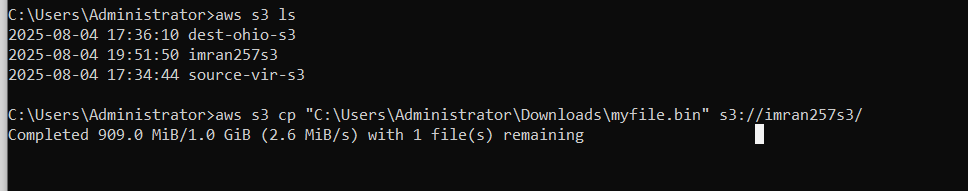 C:\Users\Administrator>aws s3 ls
2025-08-04 17:36:10 dest-ohio-s3
2025-08-04 19:51:50 imran257s3
2025-08-04 17:34:44 source-vir-s3
C:\Users\Administrator>aws s3 cp "C:\Users\Administrator\Downloads\myfile.bin" s3://imran257s3/
Completed 909.0 MiB/1.0 GiB (2.6 MiB/s) with 1 file(s) remaining